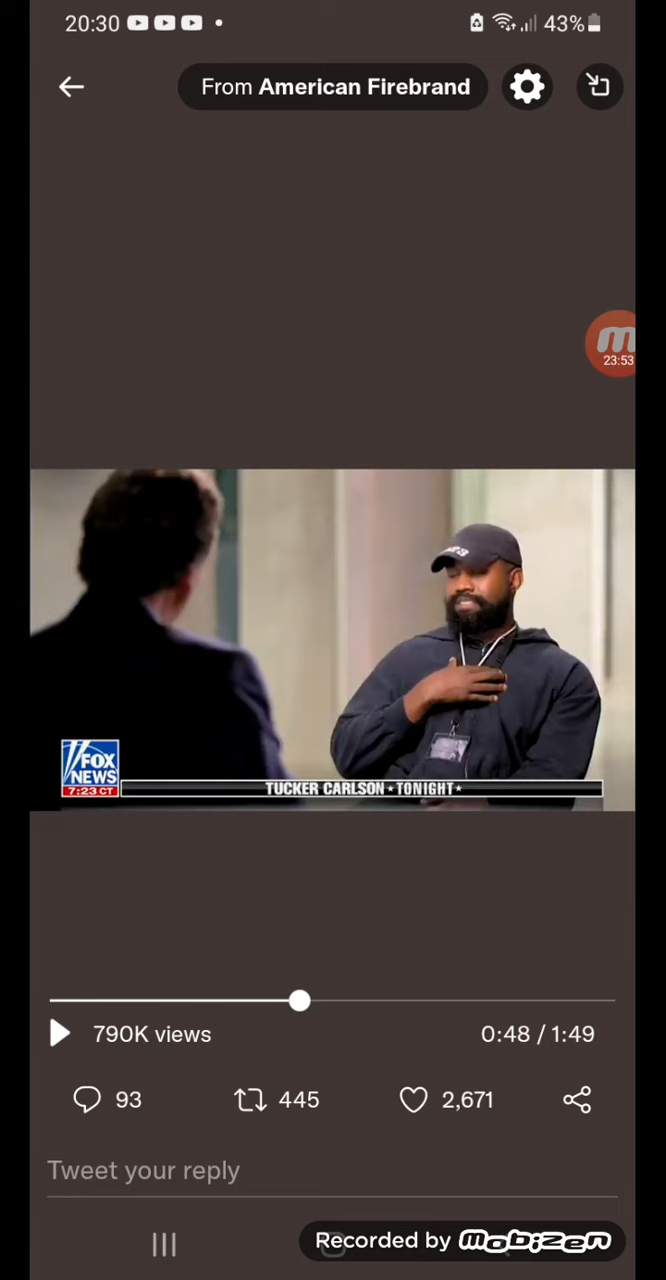 20:30 43%
From American Firebrand
23:53
FOX
NEWS
7:23 CT
TUCKER CARLSON • TONIGHT •
790K views 0:48 / 1:49
93 445 2,671
Tweet your reply
Recorded by mobizen